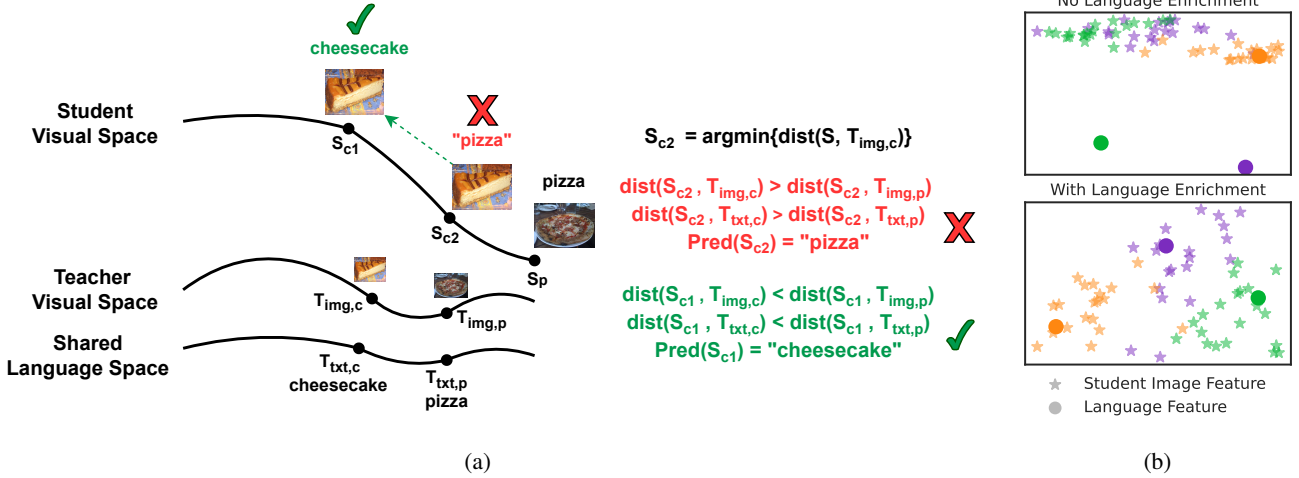 cheesecake
Student
Visual Space
"pizza"
S_c1
pizza
S_c2
S_p
Teacher
Visual Space
T_img,c
T_img,p
Shared
Language Space
T_txt,c
cheesecake
T_txt,p
pizza
S_c2 = argmin{dist(S, T_img,c)}
dist(S_c2 , T_img,c) > dist(S_c2 , T_img,p)
dist(S_c2 , T_txt,c) > dist(S_c2 , T_txt,p)
Pred(S_c2) = "pizza"
dist(S_c1 , T_img,c) < dist(S_c1 , T_img,p)
dist(S_c1 , T_txt,c) < dist(S_c1 , T_txt,p)
Pred(S_c1) = "cheesecake"
(a)
No Language Enrichment
With Language Enrichment
Student Image Feature
Language Feature
(b)